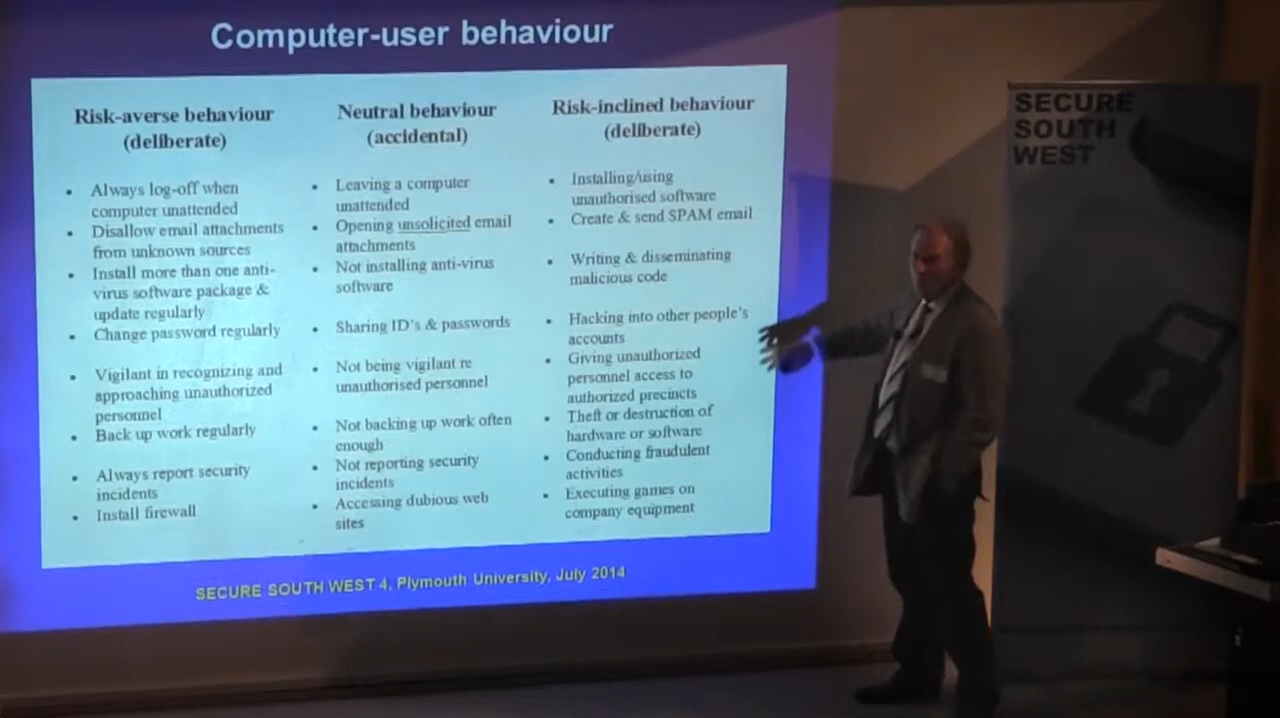 Computer-user behaviour
Risk-averse behaviour
(deliberate)
• Always log-off when
computer unattended
• Disallow email attachments
from unknown sources
• Install more than one anti-
virus software package &
update regularly
• Change password regularly
• Vigilant in recognizing and
approaching unauthorized
personnel
• Back up work regularly
• Always report security
incidents
• Install firewall
Neutral behaviour
(accidental)
• Leaving a computer
unattended
• Opening unsolicited email
attachments
• Not installing anti-virus
software
• Sharing ID's & passwords
• Not being vigilant re
unauthorised personnel
• Not backing up work often
enough
• Not reporting security
incidents
• Accessing dubious web
sites
Risk-inclined behaviour
(deliberate)
• Installing/using
unauthorised software
• Create & send SPAM email
• Writing & disseminating
malicious code
• Hacking into other people's
accounts
• Giving unauthorized
personnel access to
authorized precincts
• Theft or destruction of
hardware or software
• Conducting fraudulent
activities
• Executing games on
company equipment
SECURE SOUTH WEST 4, Plymouth University, July 2014
SECURE
SOUTH
WEST